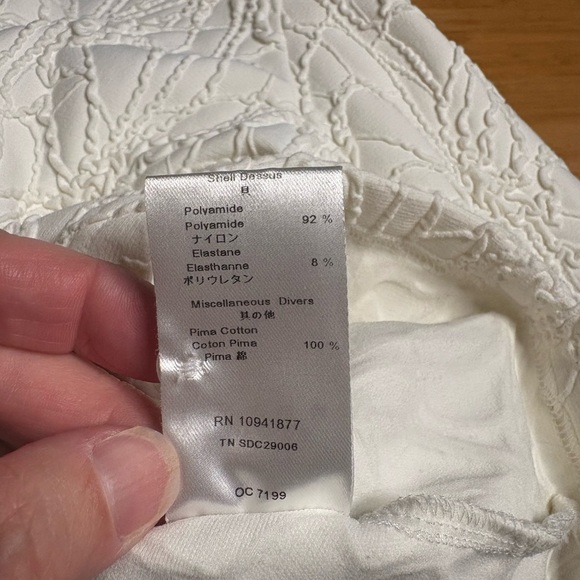 Shell Dessus
目
Polyamide
Polyamide 92 %
ナイロン
Elastane
Elasthanne 8 %
ポリウレタン
Miscellaneous Divers
其の他
Pima Cotton
Coton Pima 100 %
Pima 綿
RN 10941877
TN SDC29006
OC 7199